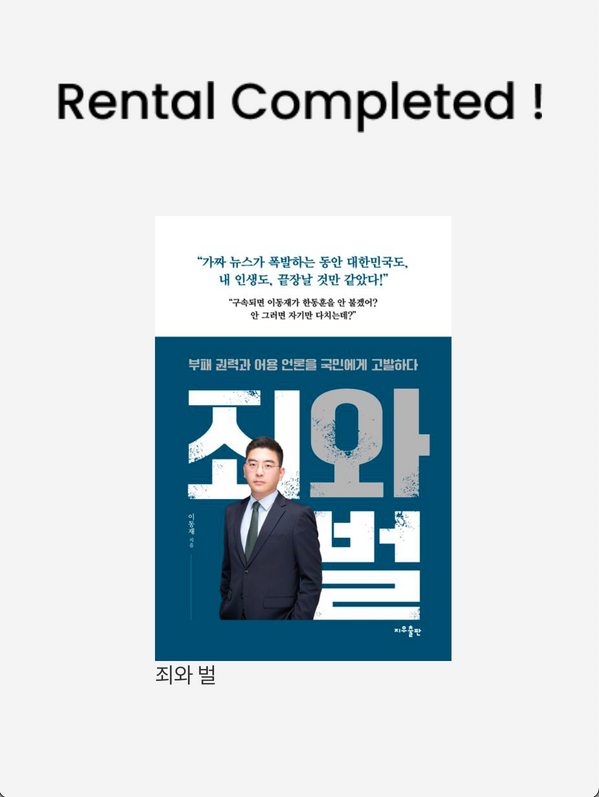 Rental Completed !
“가짜 뉴스가 폭발하는 동안 대한민국도,
내 인생도, 끝장날 것만 같았다!”
“구속되면 이동재가 한동훈을 안 불겠어?
안 그러면 자기만 다치는데?”
부패 권력과 어용 언론을 국민에게 고발하다
죄와
벌
이동재 지음
지우출판
죄와 벌